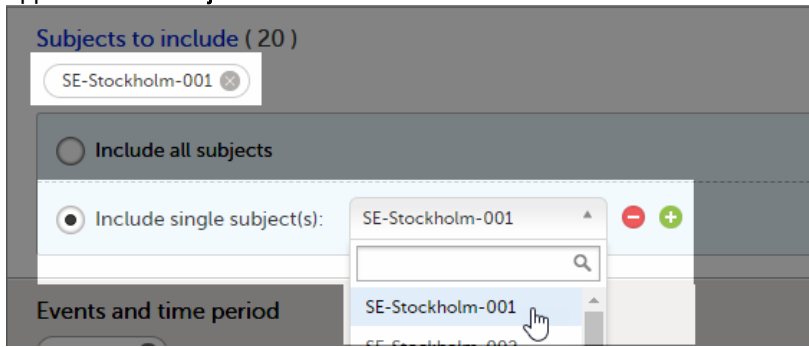 Subjects to include ( 20 )
SE-Stockholm-001
Include all subjects
Include single subject(s):
SE-Stockholm-001
SE-Stockholm-001
Events and time period